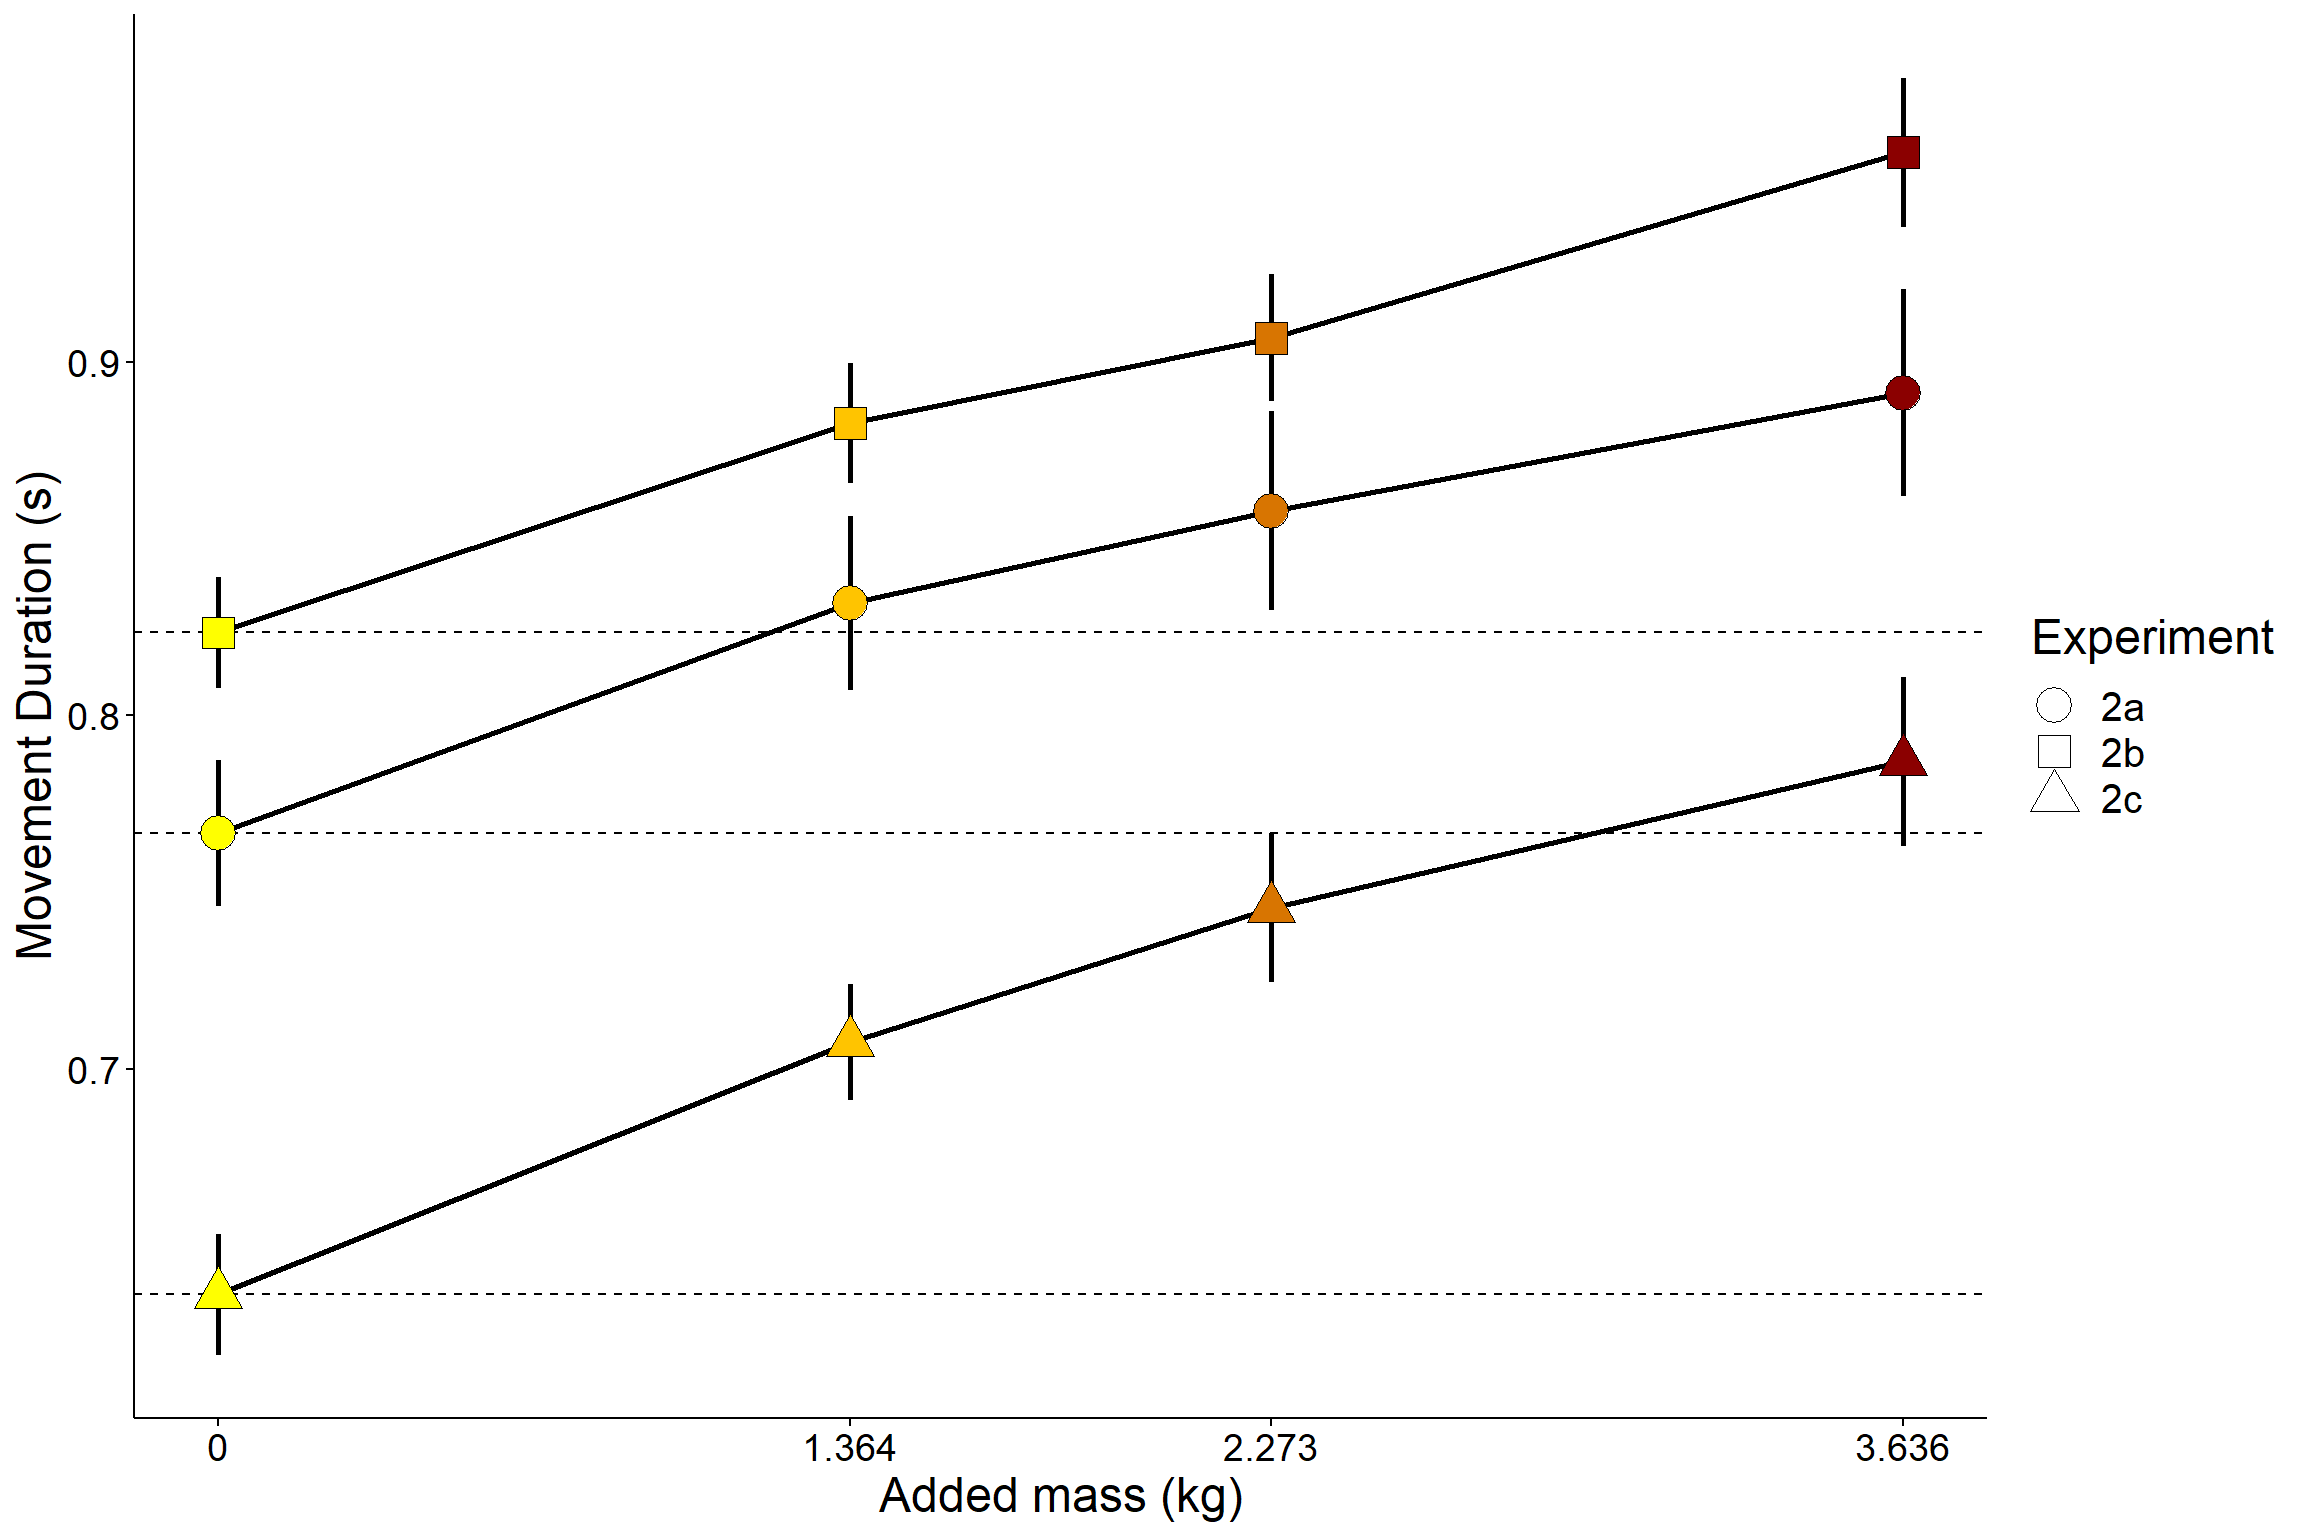 Movement Duration (s)
0.9
0.8
0.7
0
1.364
2.273
3.636
Added mass (kg)
Experiment
2a
2b
2c